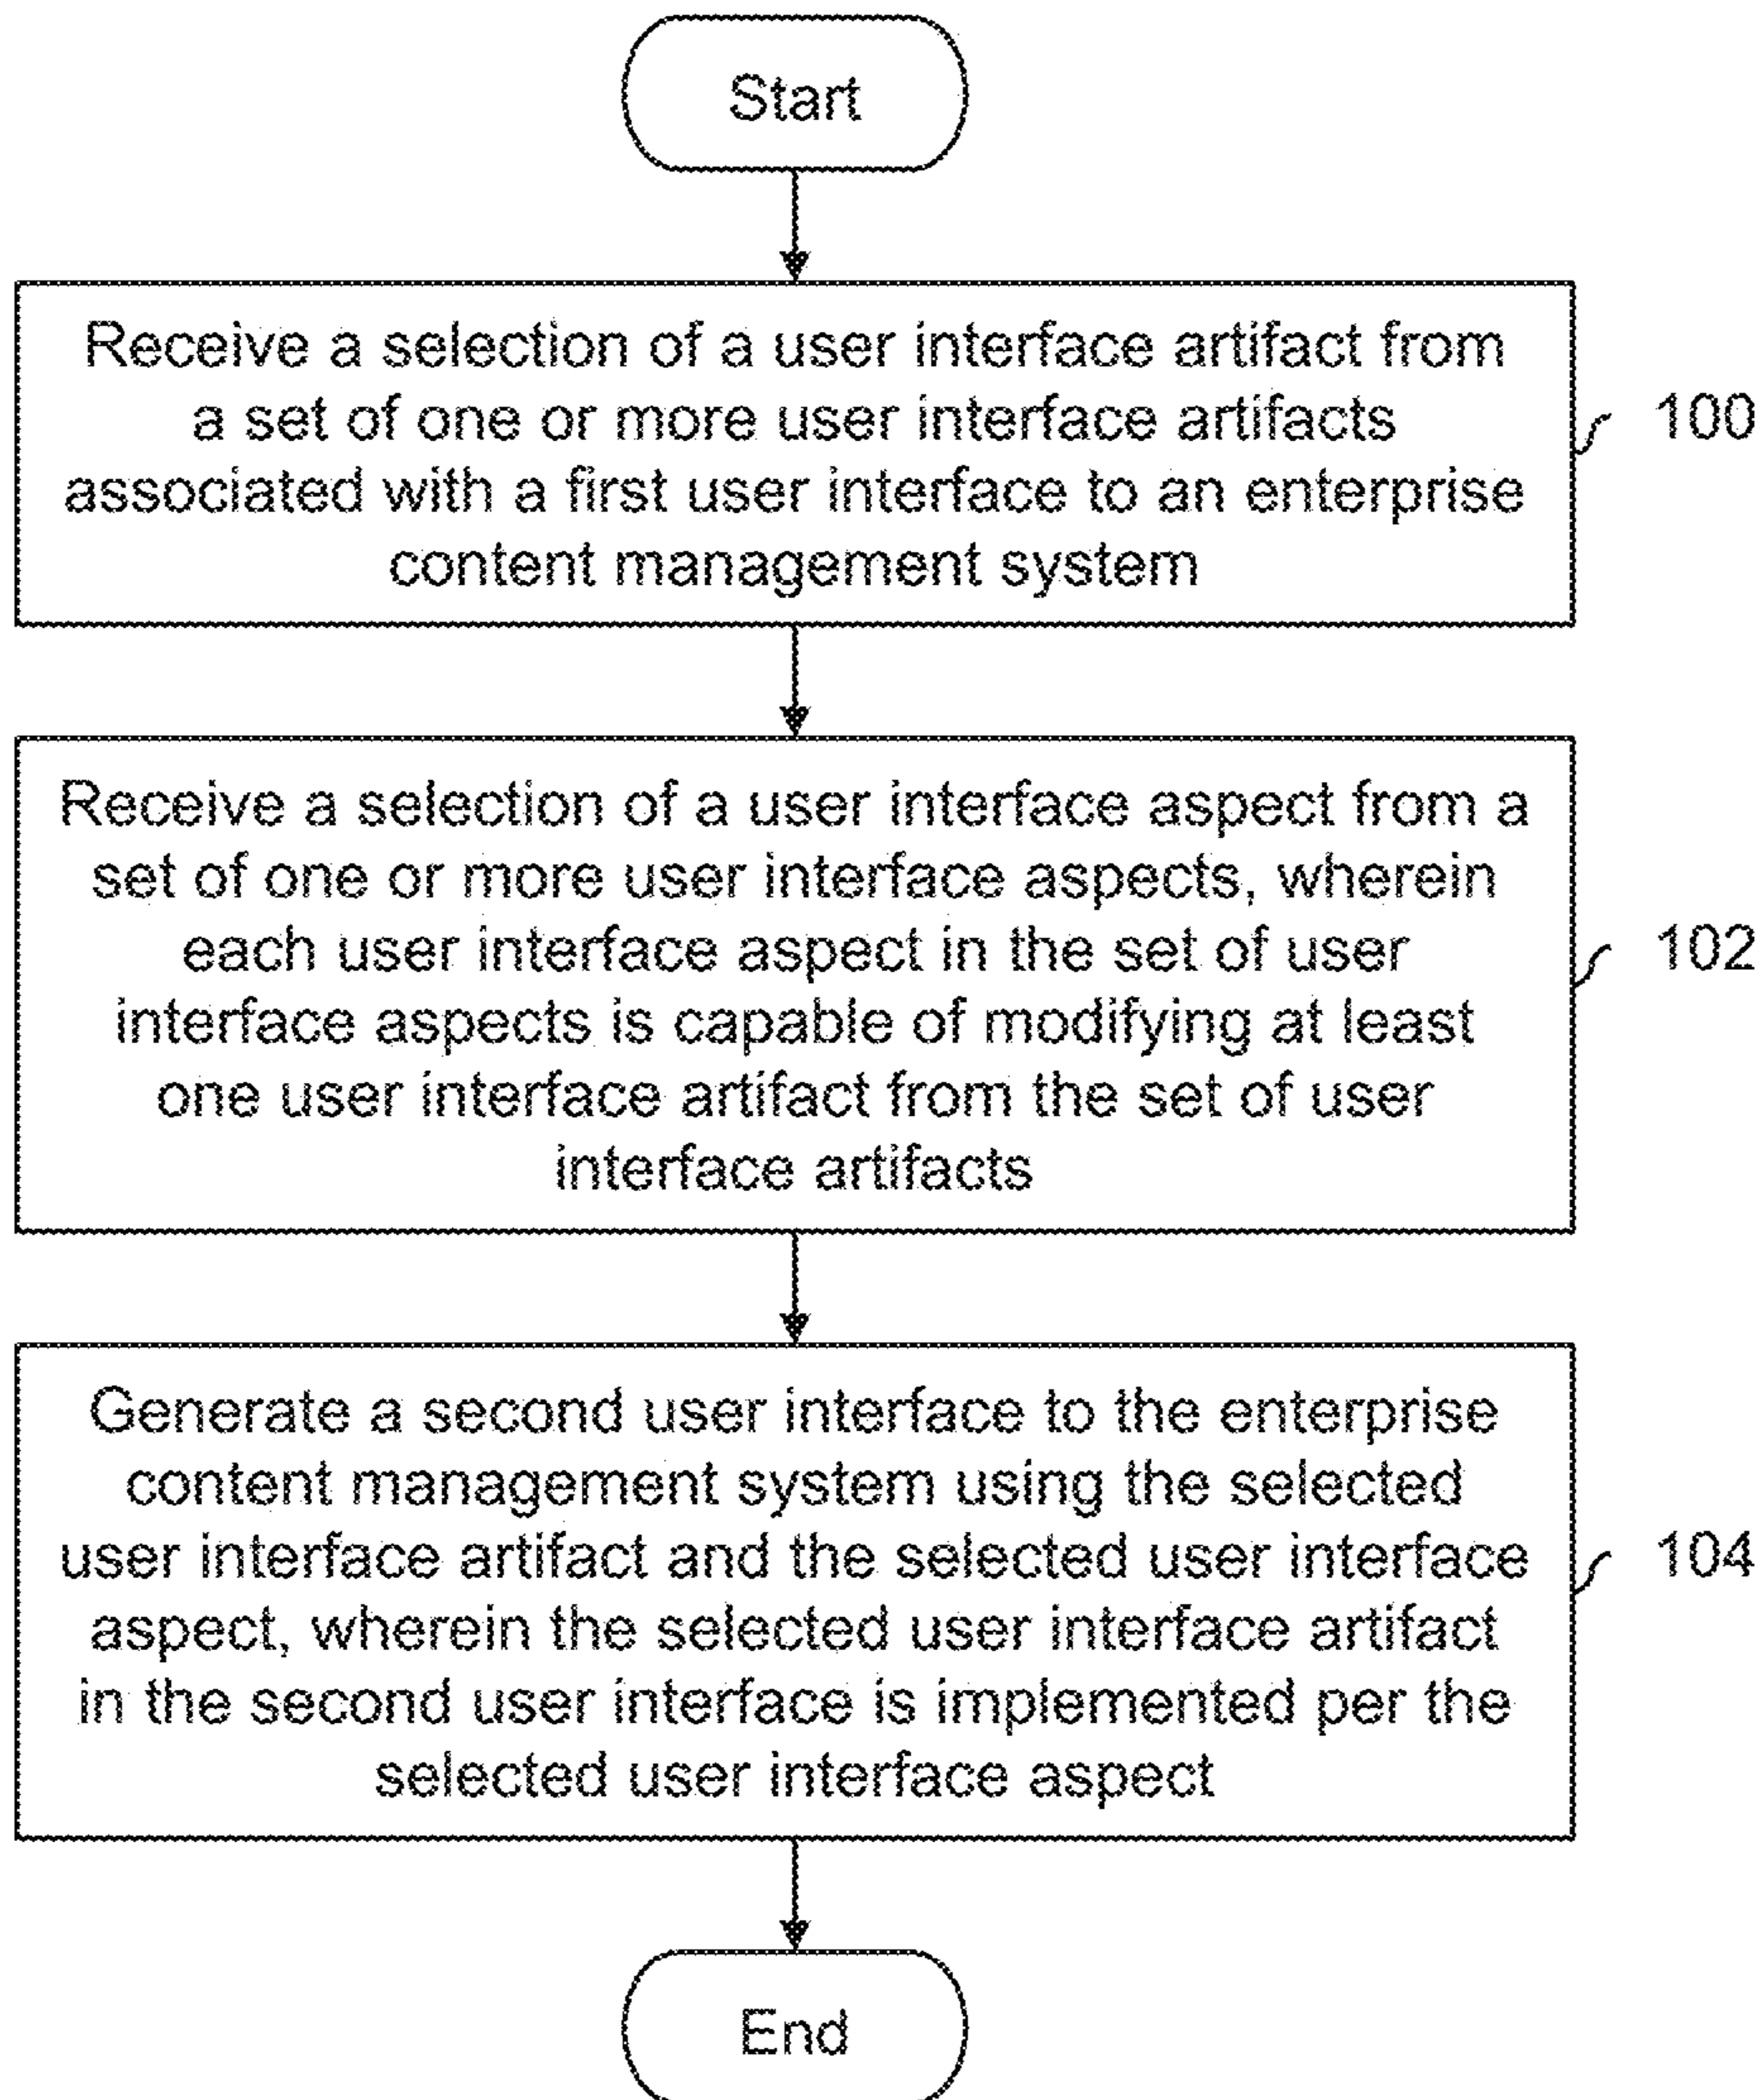 Start
Receive a selection of a user interface artifact from
a set of one or more user interface artifacts
associated with a first user interface to an enterprise
content management system
100
Receive a selection of a user interface aspect from a
set of one or more user interface aspects, wherein
each user interface aspect in the set of user
interface aspects is capable of modifying at least
one user interface artifact from the set of user
interface artifacts
102
Generate a second user interface to the enterprise
content management system using the selected
user interface artifact and the selected user interface
aspect, wherein the selected user interface artifact
in the second user interface is implemented per the
selected user interface aspect
104
End